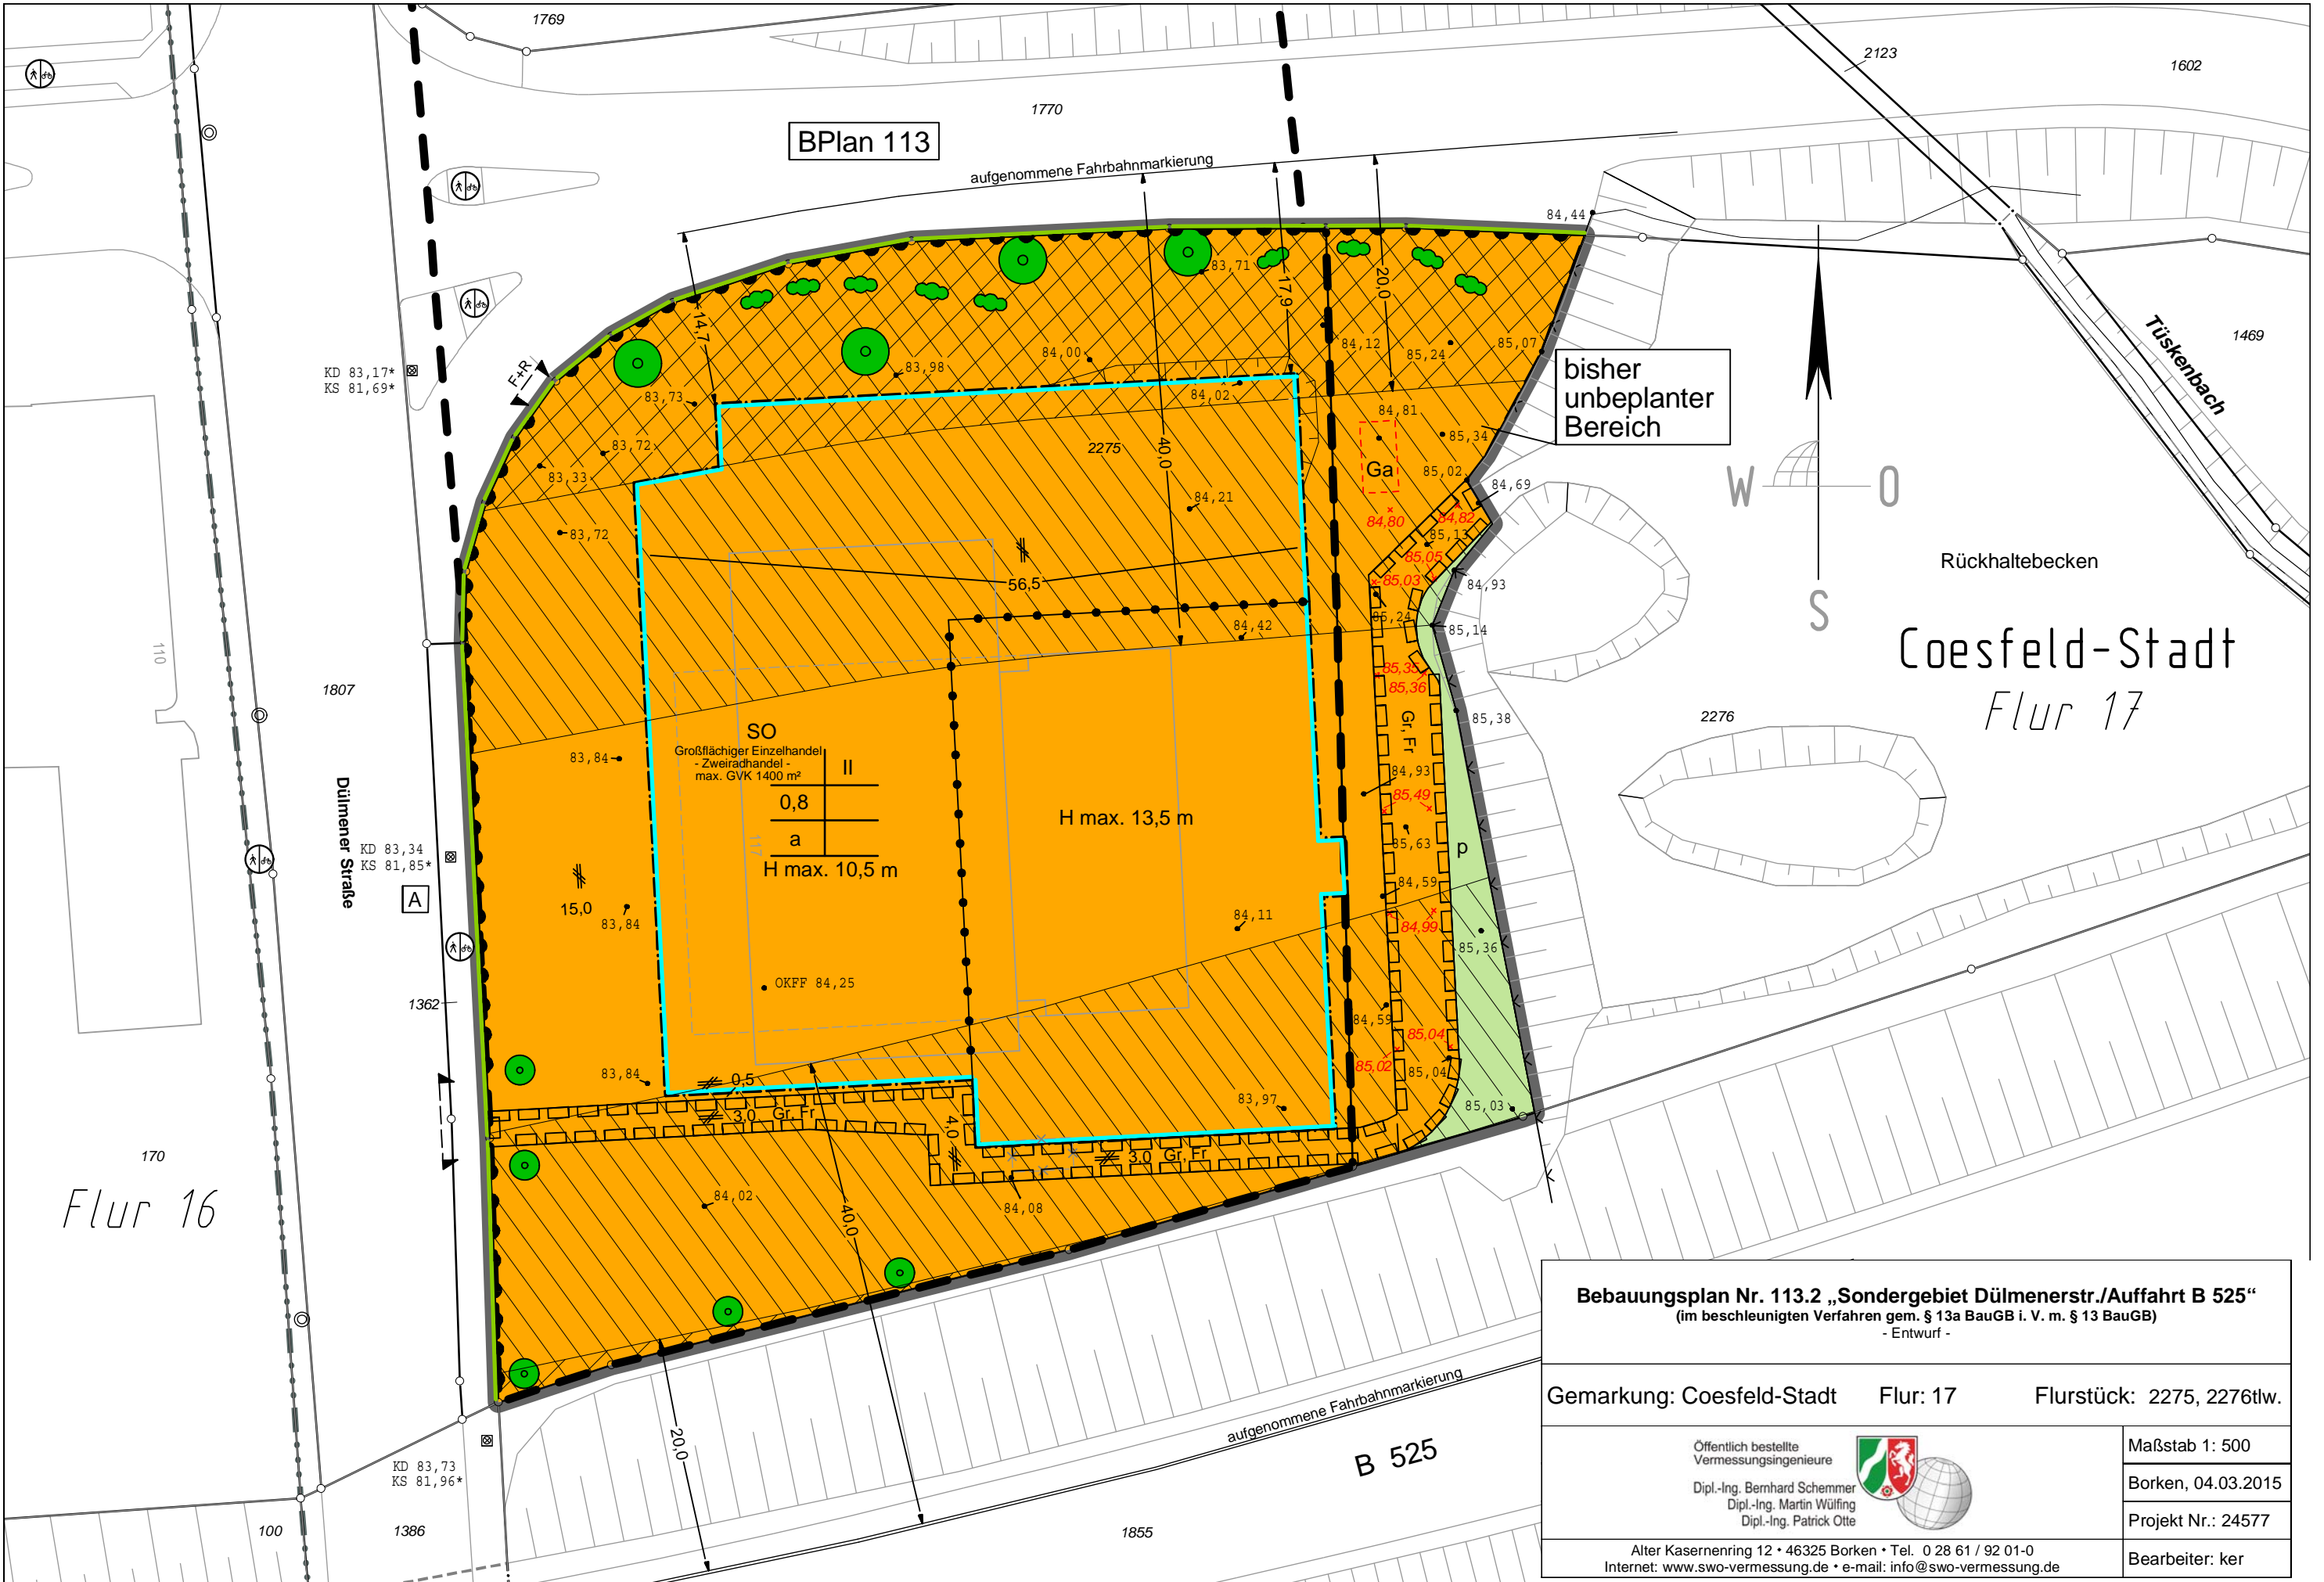 1769
2123
1602
1770
BPlan 113
aufgenommene Fahrbahnmarkierung
84,44
83,71
17,9
20,0
14,7
Tüskenbach
1469
84,00
84,12
85,24
85,07
83,98
F+R
KD 83,17*
KS 81,69*
bisher
unbeplanter
Bereich
83,73
84,02
84,81
85,34
83,72
2275
40,0
83,33
Ga
85,02
84,69
W
O
84,21
84,80
84,82
85,13
83,72
85,05
56,5
85,03
84,93
Rückhaltebecken
S
85,24
84,42
85,14
Coesfeld-Stadt
Flur 17
110
1807
85,35
85,36
85,38
2276
Gr, Fr
SO
Großflächiger Einzelhandel
- Zweiradhandel -
max. GVK 1400 m²
II
0,8
a
H max. 10,5 m
117
83,84
84,93
85,49
H max. 13,5 m
85,63
p
Dülmener Straße
KD 83,34
KS 81,85*
A
84,59
15,0
83,84
84,11
84,99
85,36
OKFF 84,25
1362
84,59
85,04
83,84
0,5
85,02
85,04
3,0 Gr, Fr
83,97
85,03
4,0
3,0 Gr, Fr
170
Flur 16
84,02
84,08
40,0
20,0
aufgenommene Fahrbahnmarkierung
B 525
KD 83,73
KS 81,96*
100
1386
1855
Bebauungsplan Nr. 113.2 „Sondergebiet Dülmenerstr./Auffahrt B 525“
(im beschleunigten Verfahren gem. § 13a BauGB i. V. m. § 13 BauGB)
- Entwurf -
Gemarkung: Coesfeld-Stadt Flur: 17 Flurstück: 2275, 2276tlw.
Öffentlich bestellte
Vermessungsingenieure
Dipl.-Ing. Bernhard Schemmer
Dipl.-Ing. Martin Wülfing
Dipl.-Ing. Patrick Otte
Maßstab 1: 500
Borken, 04.03.2015
Projekt Nr.: 24577
Alter Kasernenring 12 • 46325 Borken • Tel. 0 28 61 / 92 01-0
Internet: www.swo-vermessung.de • e-mail: info@swo-vermessung.de
Bearbeiter: ker